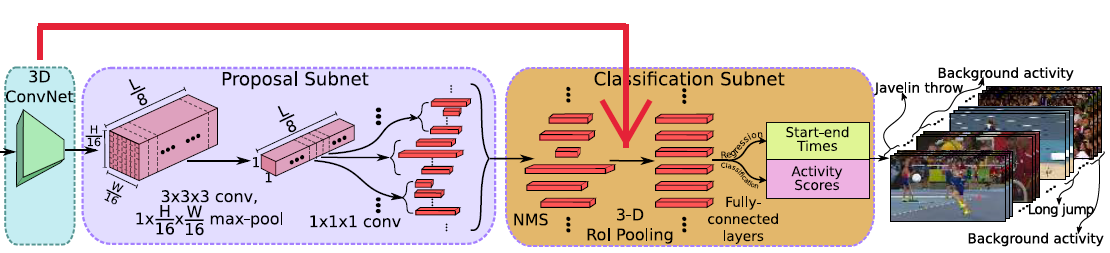 3D
ConvNet
Proposal Subnet
L/8
H/16
W/16
3x3x3 conv,
1x H/16 x W/16 max-pool
L/8
1
1
1x1x1 conv
Classification Subnet
NMS
3-D
RoI Pooling
Regression
Classification
Fully-
connected
layers
Start-end
Times
Activity
Scores
Background activity
Javelin throw
Long jump
Background activity